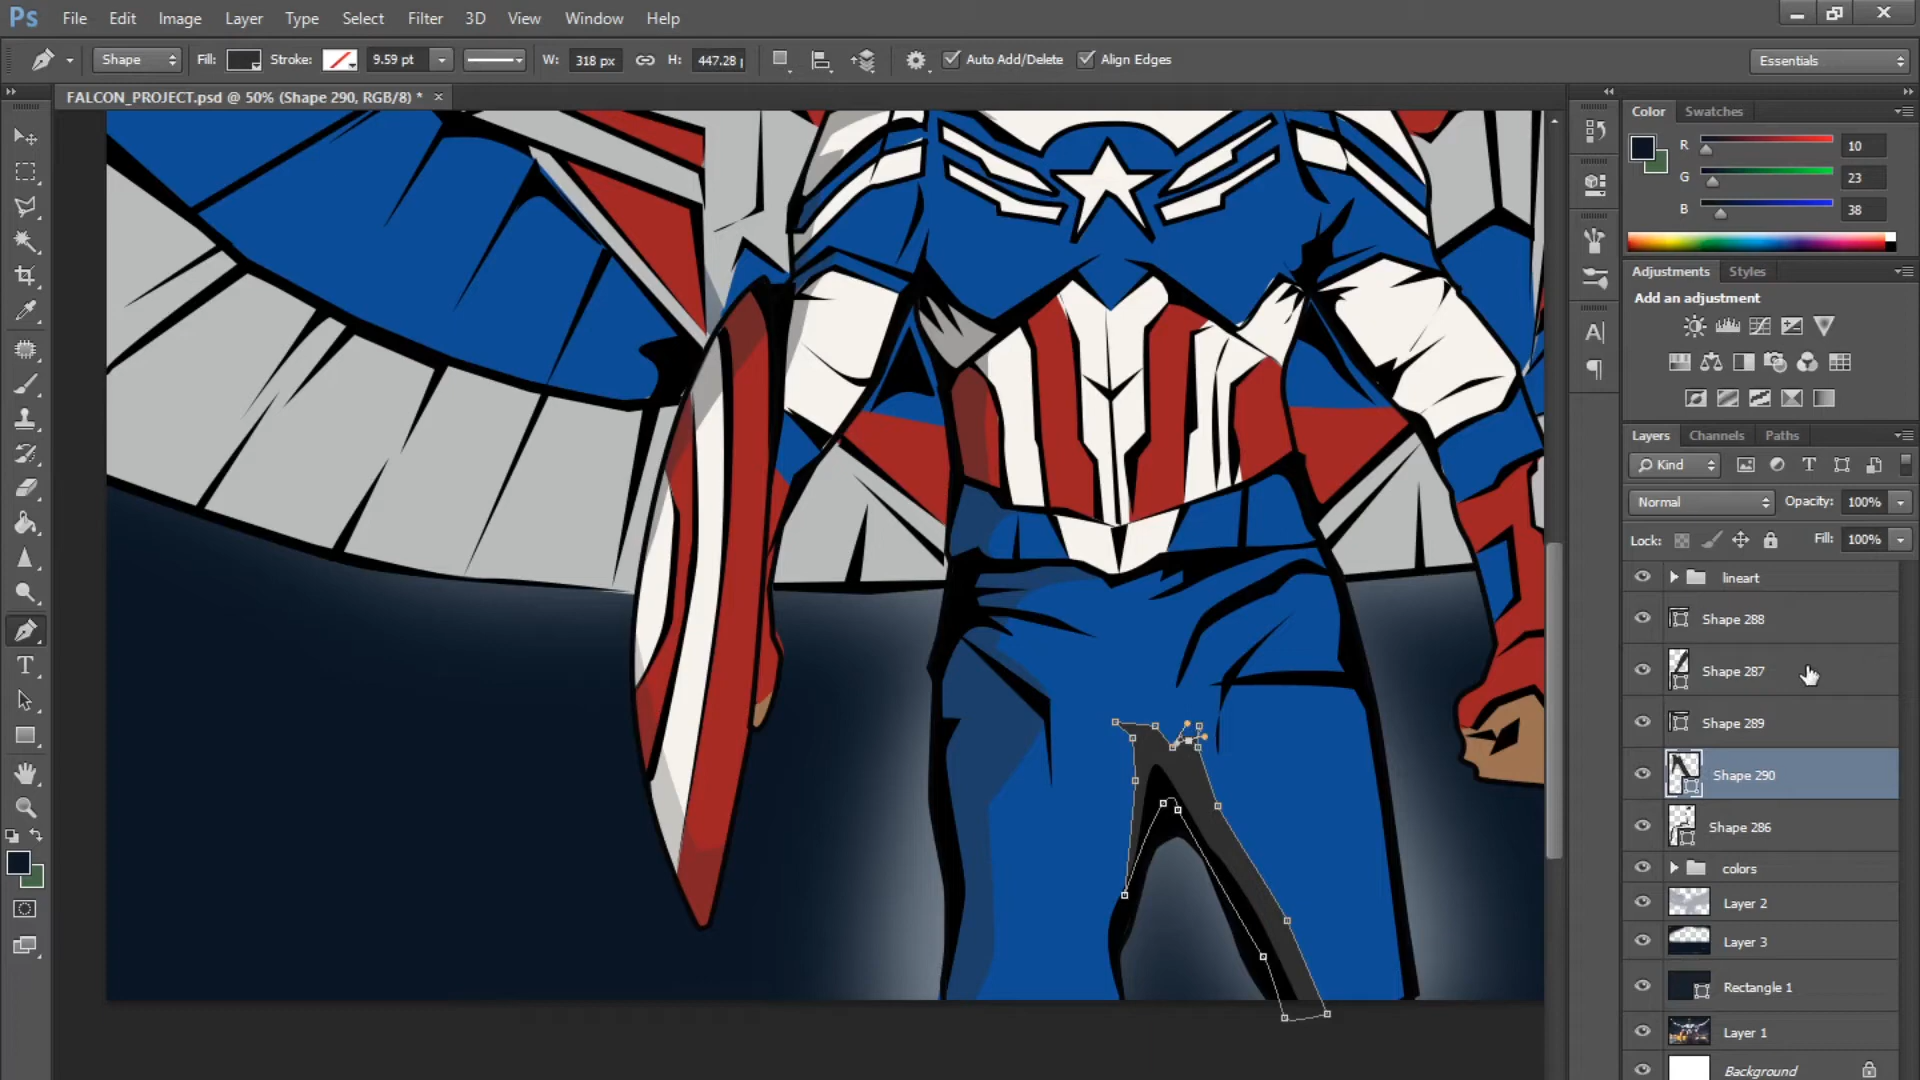 Ps File Edit Image Layer Type Select Filter 3D View Window Help
Shape Fill: Stroke: 9.59 pt W: 318 px H: 447.28 Auto Add/Delete Align Edges Essentials
FALCON_PROJECT.psd @ 50% (Shape 290, RGB/8) *
Color Swatches
R 10
G 23
B 38
Adjustments Styles
Add an adjustment
Layers Channels Paths
Kind
Normal Opacity: 100%
Lock: Fill: 100%
lineart
Shape 288
Shape 287
Shape 289
Shape 290
Shape 286
colors
Layer 2
Layer 3
Rectangle 1
Layer 1
Background